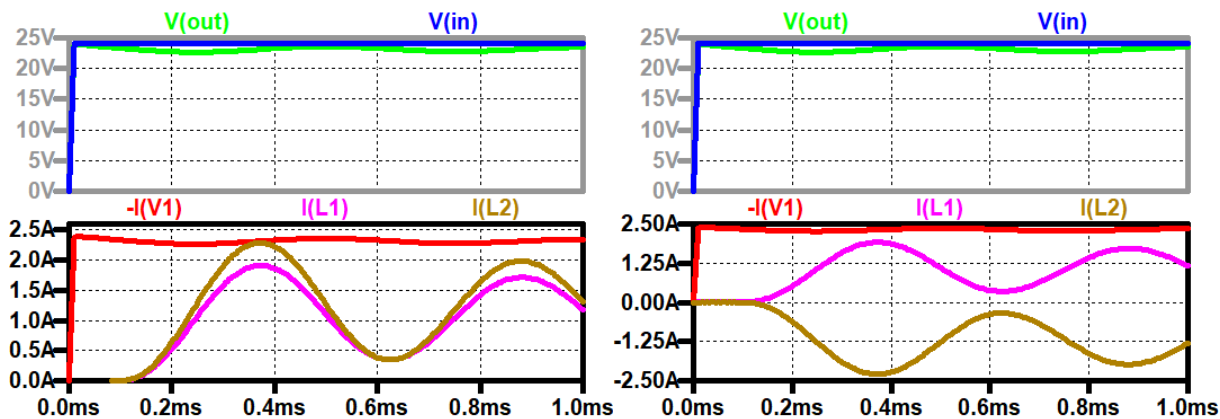 V(out) V(in)
25V
20V
15V
10V
5V
0V
-I(V1) I(L1) I(L2)
2.5A
2.0A
1.5A
1.0A
0.5A
0.0A
0.0ms 0.2ms 0.4ms 0.6ms 0.8ms 1.0ms
V(out) V(in)
25V
20V
15V
10V
5V
0V
-I(V1) I(L1) I(L2)
2.50A
1.25A
0.00A
-1.25A
-2.50A
0.0ms 0.2ms 0.4ms 0.6ms 0.8ms 1.0ms